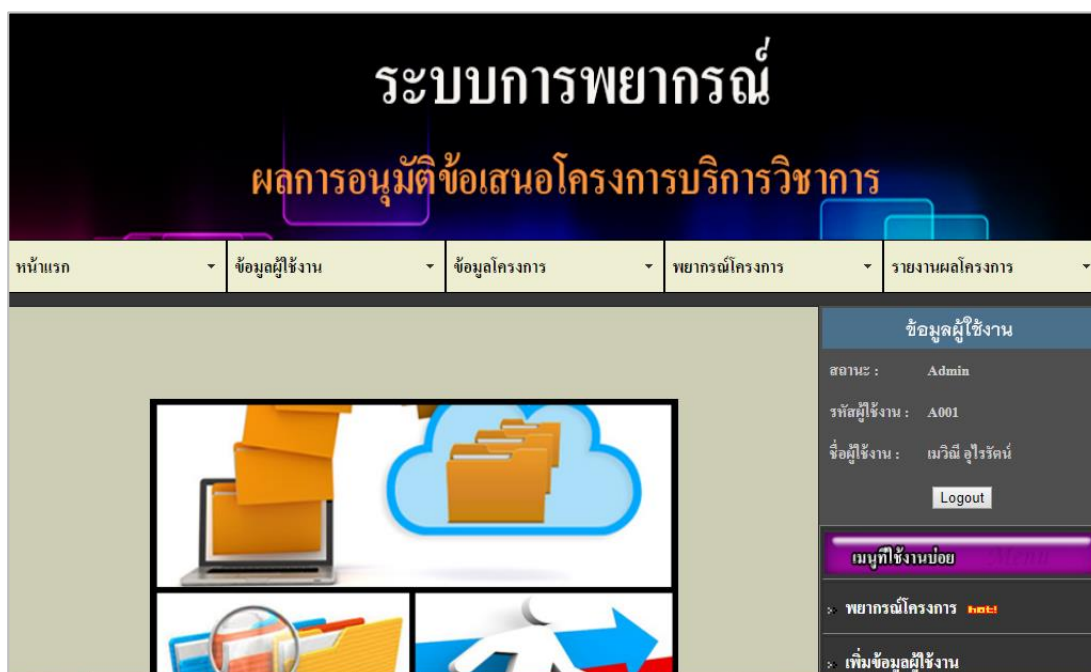 ระบบการพยากรณ์
ผลการอนุมัติข้อเสนอโครงการบริการวิชาการ
หน้าแรก
ข้อมูลผู้ใช้งาน
ข้อมูลโครงการ
พยากรณ์โครงการ
รายงานผลโครงการ
ข้อมูลผู้ใช้งาน
สถานะ : Admin
รหัสผู้ใช้งาน : A001
ชื่อผู้ใช้งาน : เมวิณี อุไรรัตน์
Logout
เมนูที่ใช้งานบ่อย Menu
พยากรณ์โครงการ hot!
เพิ่มข้อมูลผู้ใช้งาน